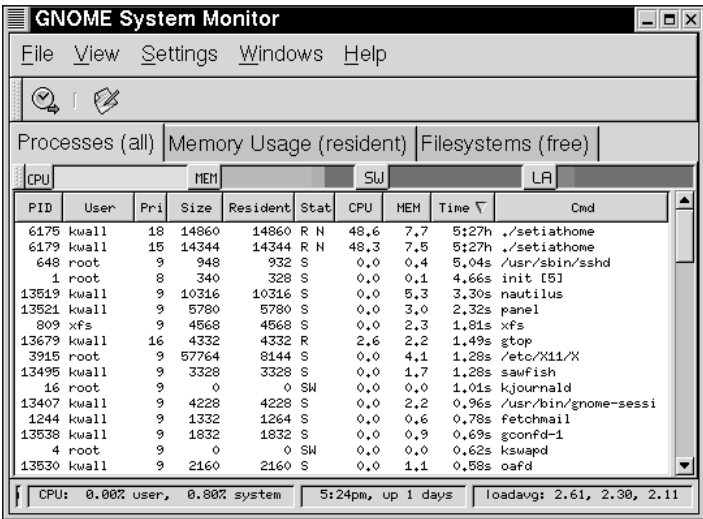 GNOME System Monitor
File View Settings Windows Help
Processes (all) Memory Usage (resident) Filesystems (free)
CPU MEM SW LA
PID User Pri Size Resident Stat CPU MEM Time Cmd
6175 kwall 18 14860 14860 R N 48.6 7.7 5:27h ./setiathome
6179 kwall 15 14344 14344 R N 48.3 7.5 5:27h ./setiathome
648 root 9 948 932 S 0.0 0.4 5.04s /usr/sbin/sshd
1 root 8 340 328 S 0.0 0.1 4.66s init [5]
13519 kwall 9 10316 10316 S 0.0 5.3 3.30s nautilus
13521 kwall 9 5780 5780 S 0.0 3.0 2.32s panel
809 xfs 9 4568 4568 S 0.0 2.3 1.81s xfs
13679 kwall 16 4332 4332 R 2.6 2.2 1.49s gtop
3915 root 9 57764 8144 S 0.0 4.1 1.28s /etc/X11/X
13495 kwall 9 3328 3328 S 0.0 1.7 1.28s sawfish
16 root 9 0 0 SW 0.0 0.0 1.01s kjournald
13407 kwall 9 4228 4228 S 0.0 2.2 0.96s /usr/bin/gnome-sessi
1244 kwall 9 1332 1264 S 0.0 0.6 0.78s fetchmail
13538 kwall 9 1832 1832 S 0.0 0.9 0.69s gconfd-1
4 root 9 0 0 SW 0.0 0.0 0.62s kswapd
13530 kwall 9 2160 2160 S 0.0 1.1 0.58s oafd
CPU: 0.00% user, 0.80% system 5:24pm, up 1 days loadavg: 2.61, 2.30, 2.11